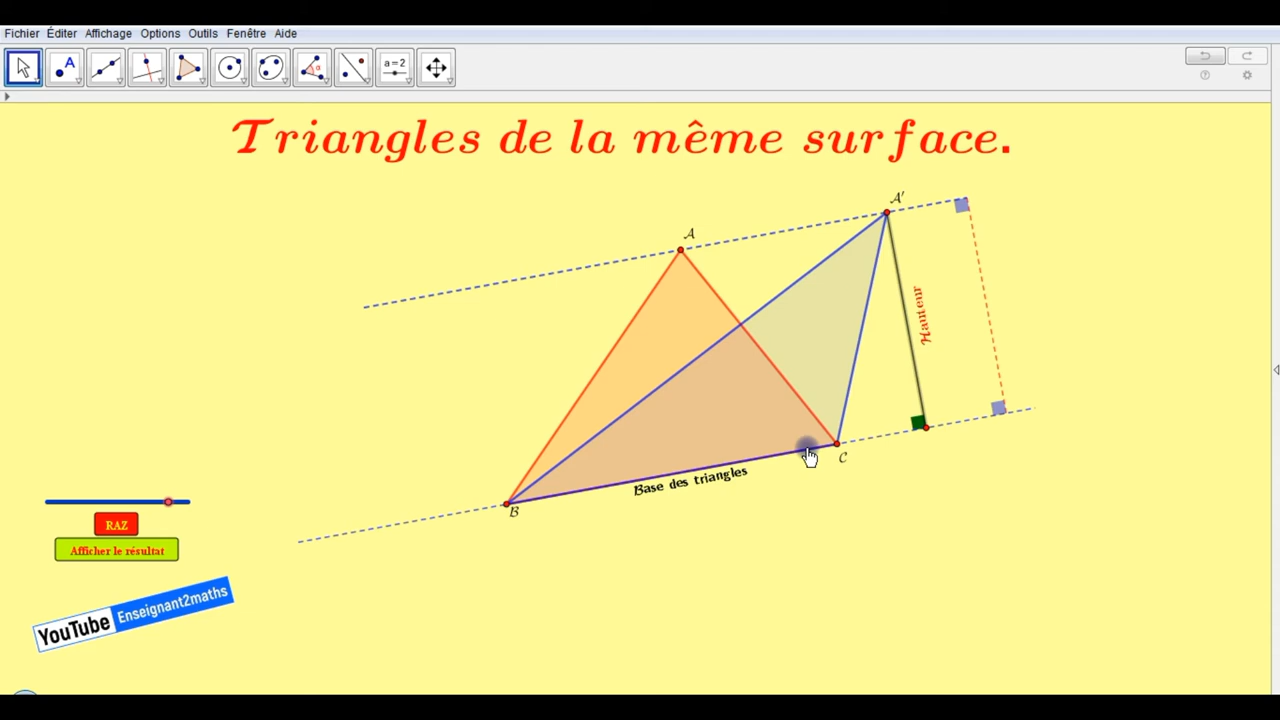 Fichier Éditer Affichage Options Outils Fenêtre Aide
A
a=2
α
Triangles de la même surface.
A'
A
Hauteur
C
Base des triangles
B
RAZ
Afficher le résultat
YouTube Enseignant2maths